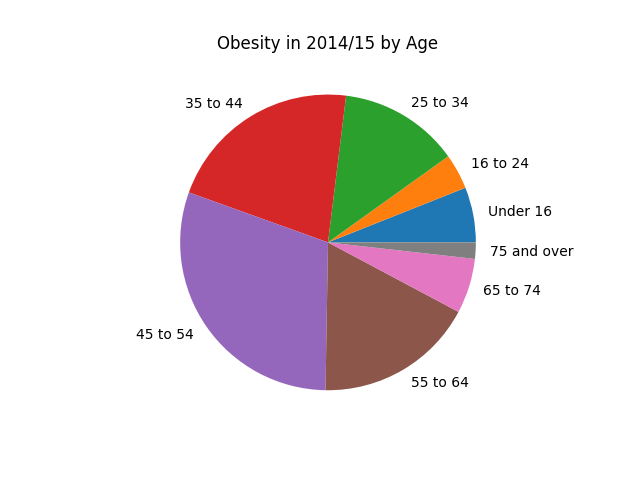 Obesity in 2014/15 by Age
35 to 44
25 to 34
16 to 24
Under 16
75 and over
65 to 74
45 to 54
55 to 64